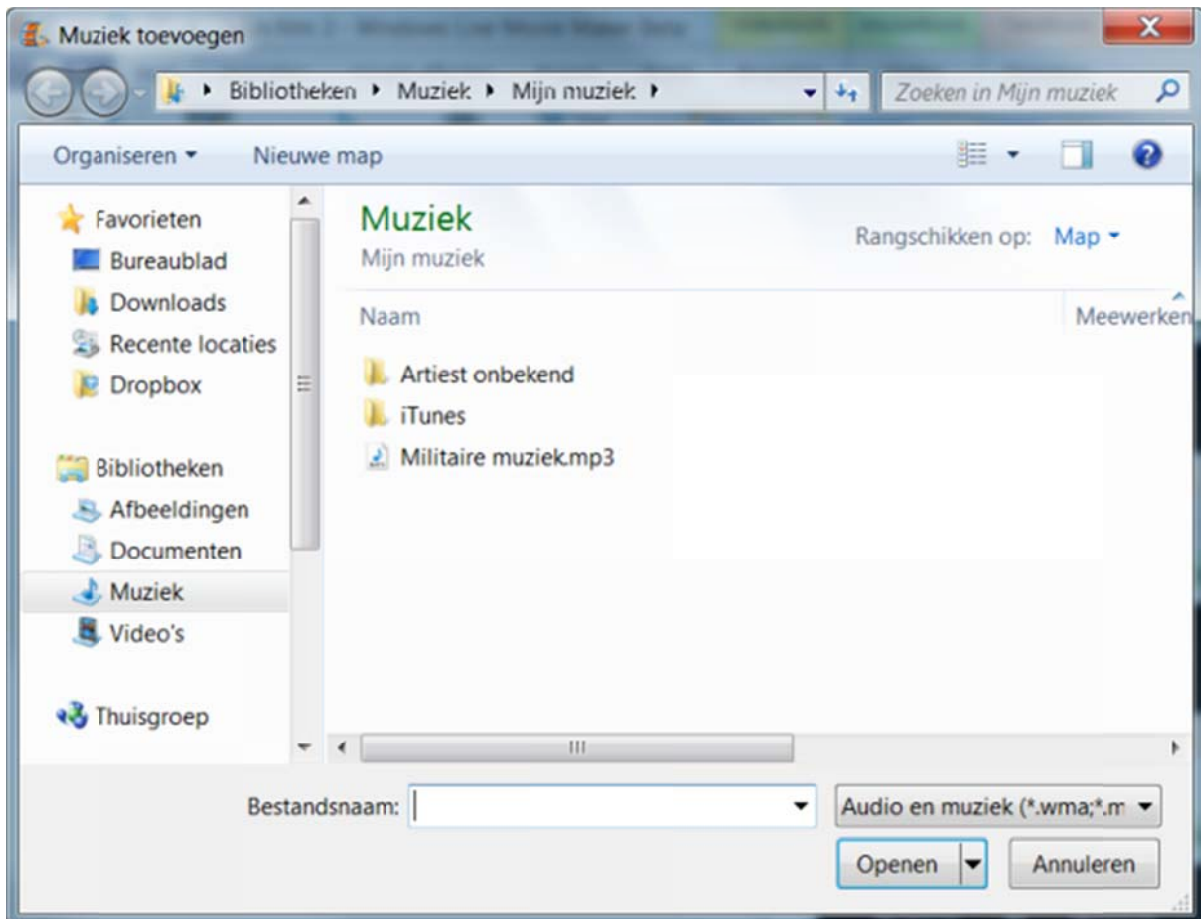 Muziek toevoegen
Bibliotheken Muziek Mijn muziek
Zoeken in Mijn muziek
Organiseren Nieuwe map
Favorieten
Bureaublad
Downloads
Recente locaties
Dropbox
Bibliotheken
Afbeeldingen
Documenten
Muziek
Video's
Thuisgroep
Muziek
Mijn muziek
Rangschikken op: Map
Naam
Meewerken
Artiest onbekend
iTunes
Militaire muziek.mp3
Bestandsnaam:
Audio en muziek (*.wma;*.m
Openen
Annuleren